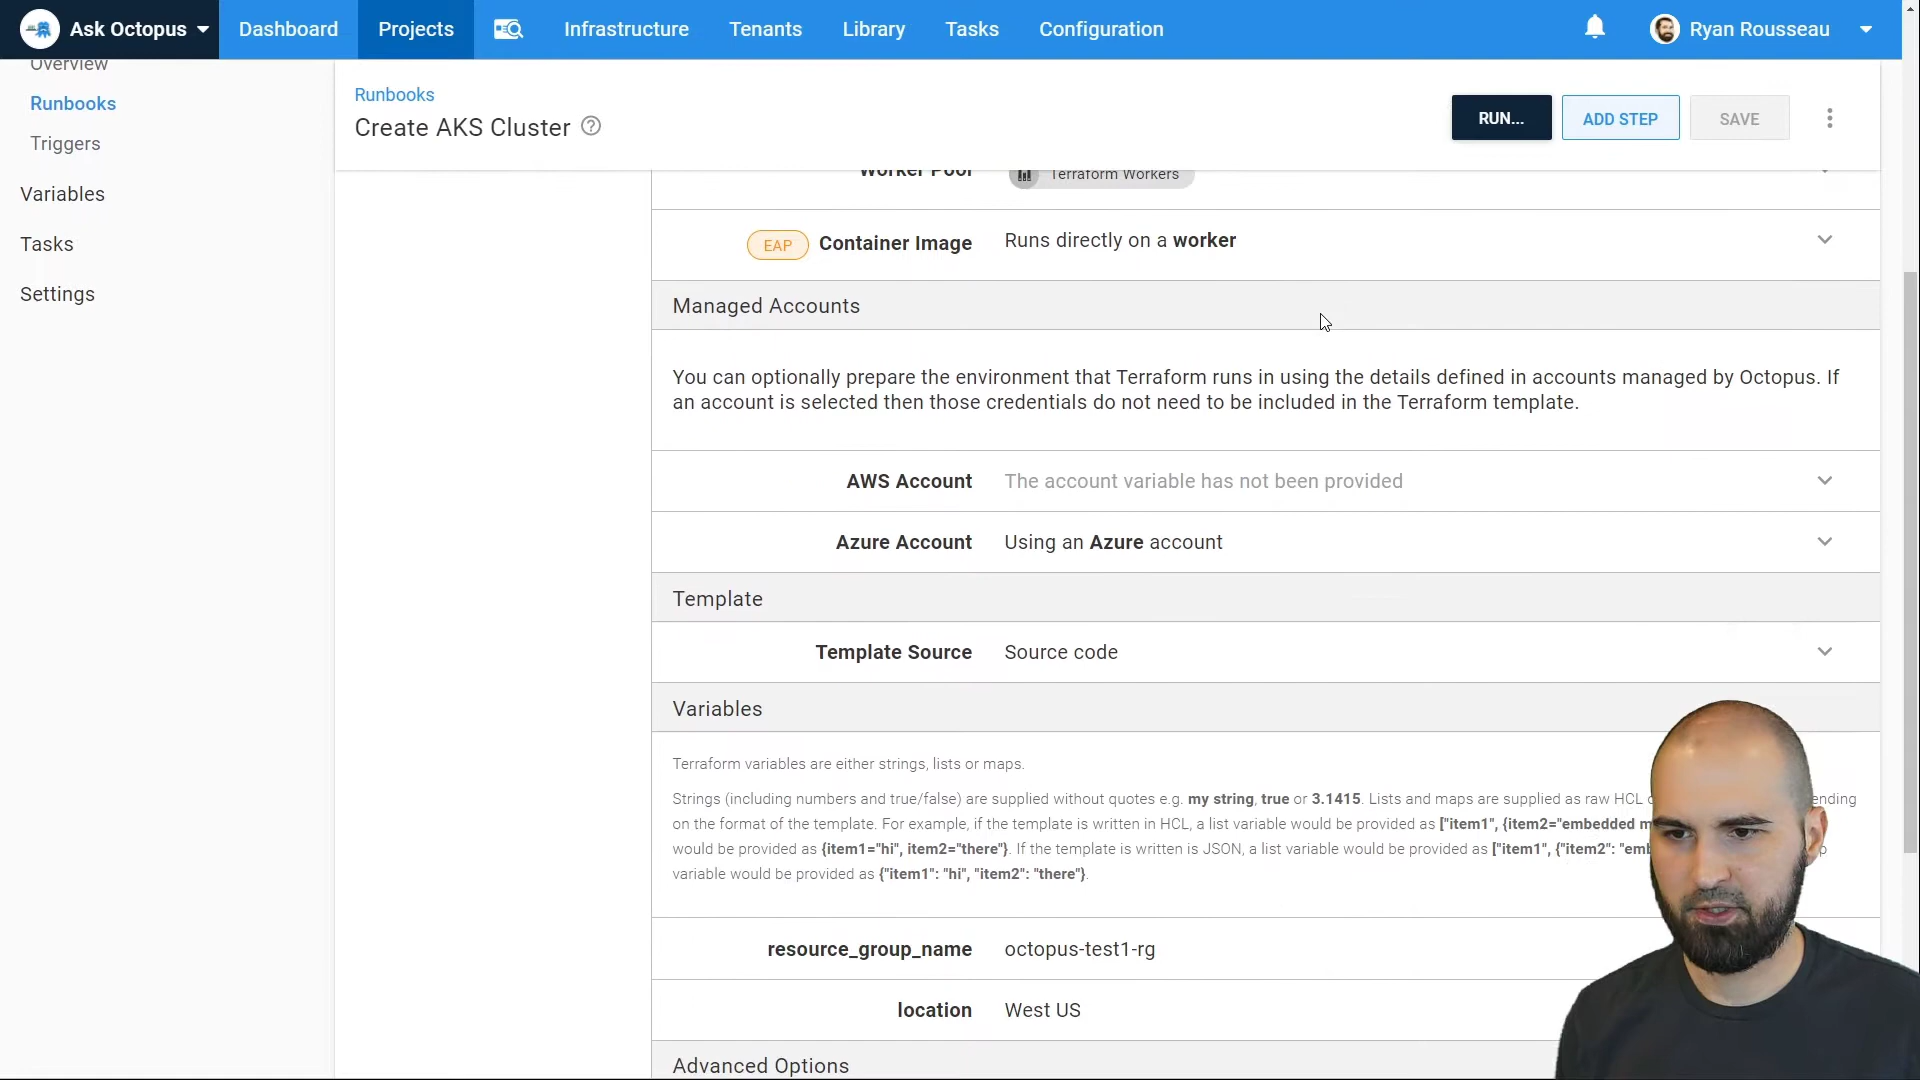 Ask Octopus
Dashboard
Projects
Infrastructure
Tenants
Library
Tasks
Configuration
Ryan Rousseau
Overview
Runbooks
Triggers
Variables
Tasks
Settings
Runbooks
Create AKS Cluster
RUN...
ADD STEP
SAVE
Worker Pool Terraform Workers
EAP Container Image Runs directly on a worker
Managed Accounts
You can optionally prepare the environment that Terraform runs in using the details defined in accounts managed by Octopus. If
an account is selected then those credentials do not need to be included in the Terraform template.
AWS Account The account variable has not been provided
Azure Account Using an Azure account
Template
Template Source Source code
Variables
Terraform variables are either strings, lists or maps.
Strings (including numbers and true/false) are supplied without quotes e.g. my string, true or 3.1415. Lists and maps are supplied as raw HCL
on the format of the template. For example, if the template is written in HCL, a list variable would be provided as ["item1", {item2="embedded
would be provided as {item1="hi", item2="there"}. If the template is written is JSON, a list variable would be provided as ["item1", {"item2":
variable would be provided as {"item1": "hi", "item2": "there"}.
resource_group_name octopus-test1-rg
location West US
Advanced Options